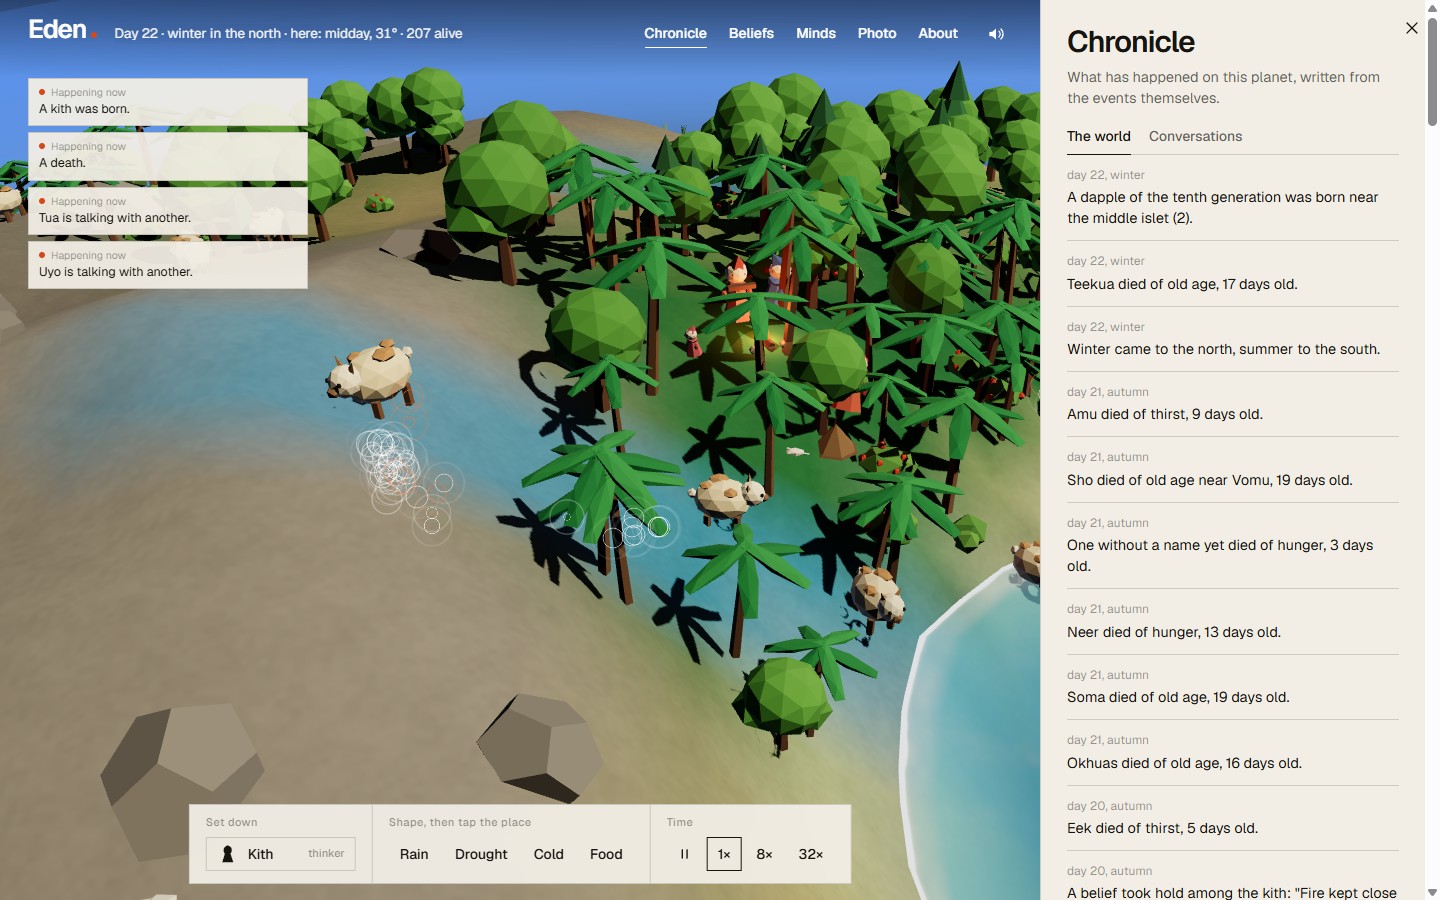 Eden.
Day 22 · winter in the north · here: midday, 31° · 207 alive
Chronicle
Beliefs
Minds
Photo
About
Happening now
A kith was born.
Happening now
A death.
Happening now
Tua is talking with another.
Happening now
Uyo is talking with another.
Set down
Kith
thinker
Shape, then tap the place
Rain
Drought
Cold
Food
Time
1×
8×
32×
Chronicle
What has happened on this planet, written from
the events themselves.
The world
Conversations
day 22, winter
A dapple of the tenth generation was born near
the middle islet (2).
day 22, winter
Teekua died of old age, 17 days old.
day 22, winter
Winter came to the north, summer to the south.
day 21, autumn
Amu died of thirst, 9 days old.
day 21, autumn
Sho died of old age near Vomu, 19 days old.
day 21, autumn
One without a name yet died of hunger, 3 days
old.
day 21, autumn
Neer died of hunger, 13 days old.
day 21, autumn
Soma died of old age, 19 days old.
day 21, autumn
Okhuas died of old age, 16 days old.
day 20, autumn
Eek died of thirst, 5 days old.
day 20, autumn
A belief took hold among the kith: "Fire kept close